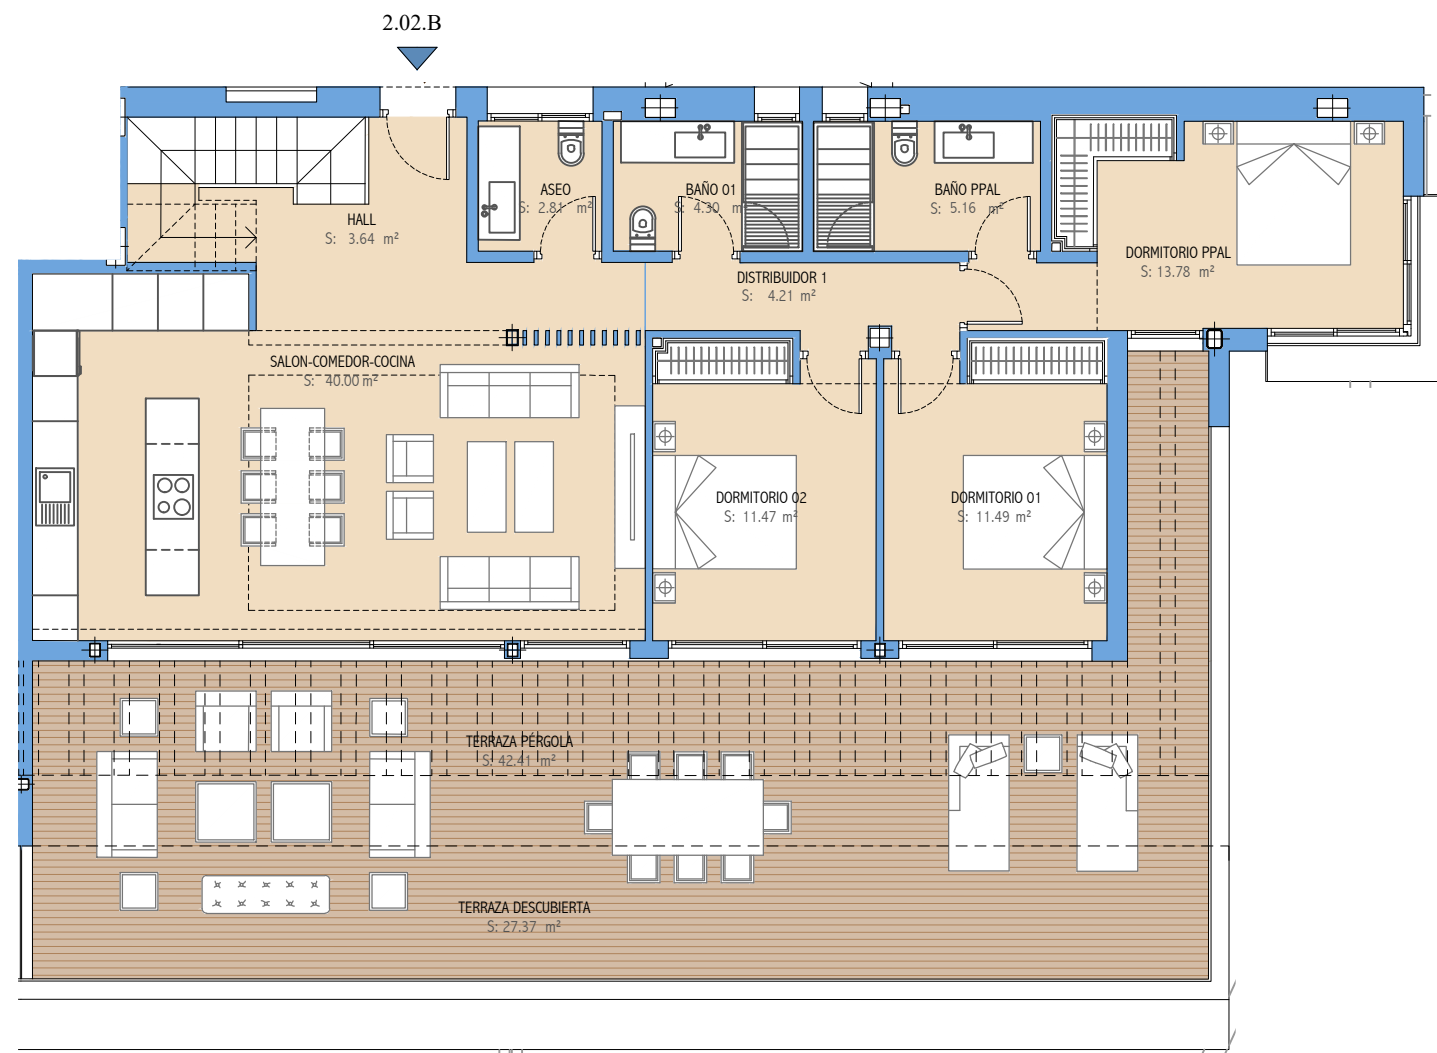 2.02.B
HALL
S: 3.64 m²
ASEO
S: 2.81 m²
BAÑO 01
S: 4.30 m²
BAÑO PPAL
S: 5.16 m²
DORMITORIO PPAL
S: 13.78 m²
DISTRIBUIDOR 1
S: 4.21 m²
SALON-COMEDOR-COCINA
S: 40.00 m²
DORMITORIO 02
S: 11.47 m²
DORMITORIO 01
S: 11.49 m²
TERRAZA PÉRGOLA
S: 42.41 m²
TERRAZA DESCUBIERTA
S: 27.37 m²